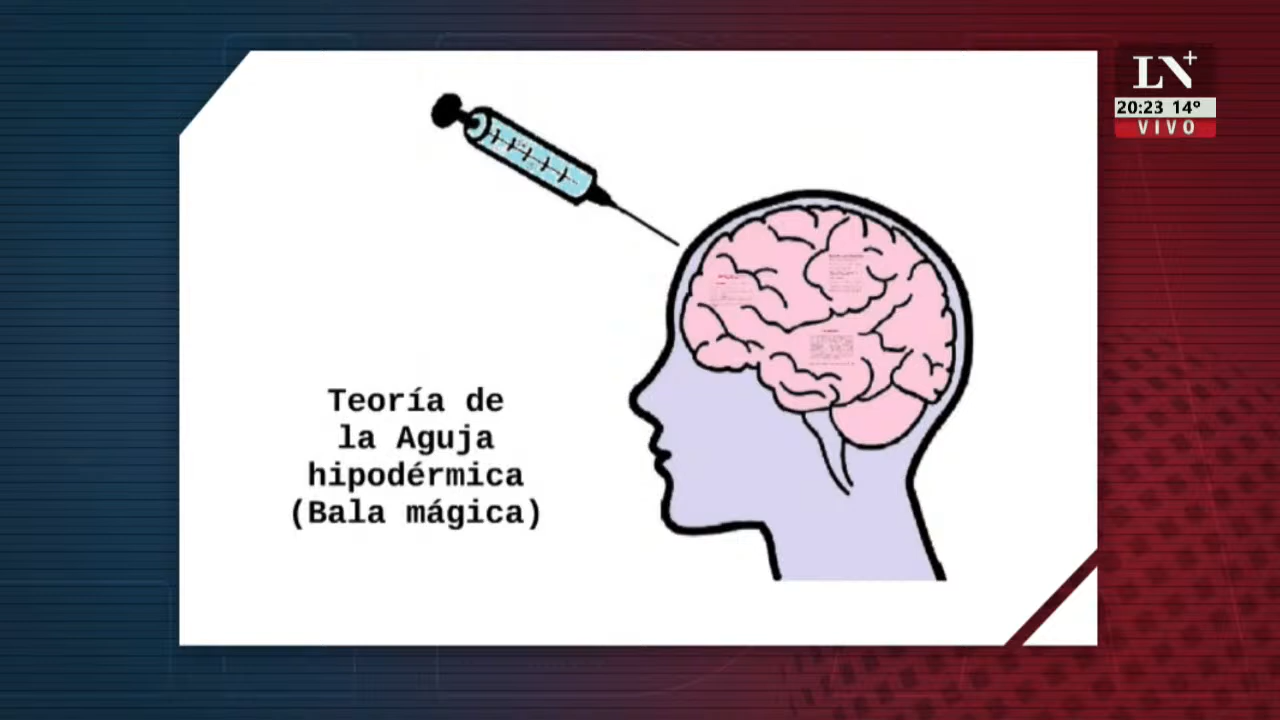 LN+
20:23 14°
VIVO
Teoría de
la Aguja
hipodérmica
(Bala mágica)